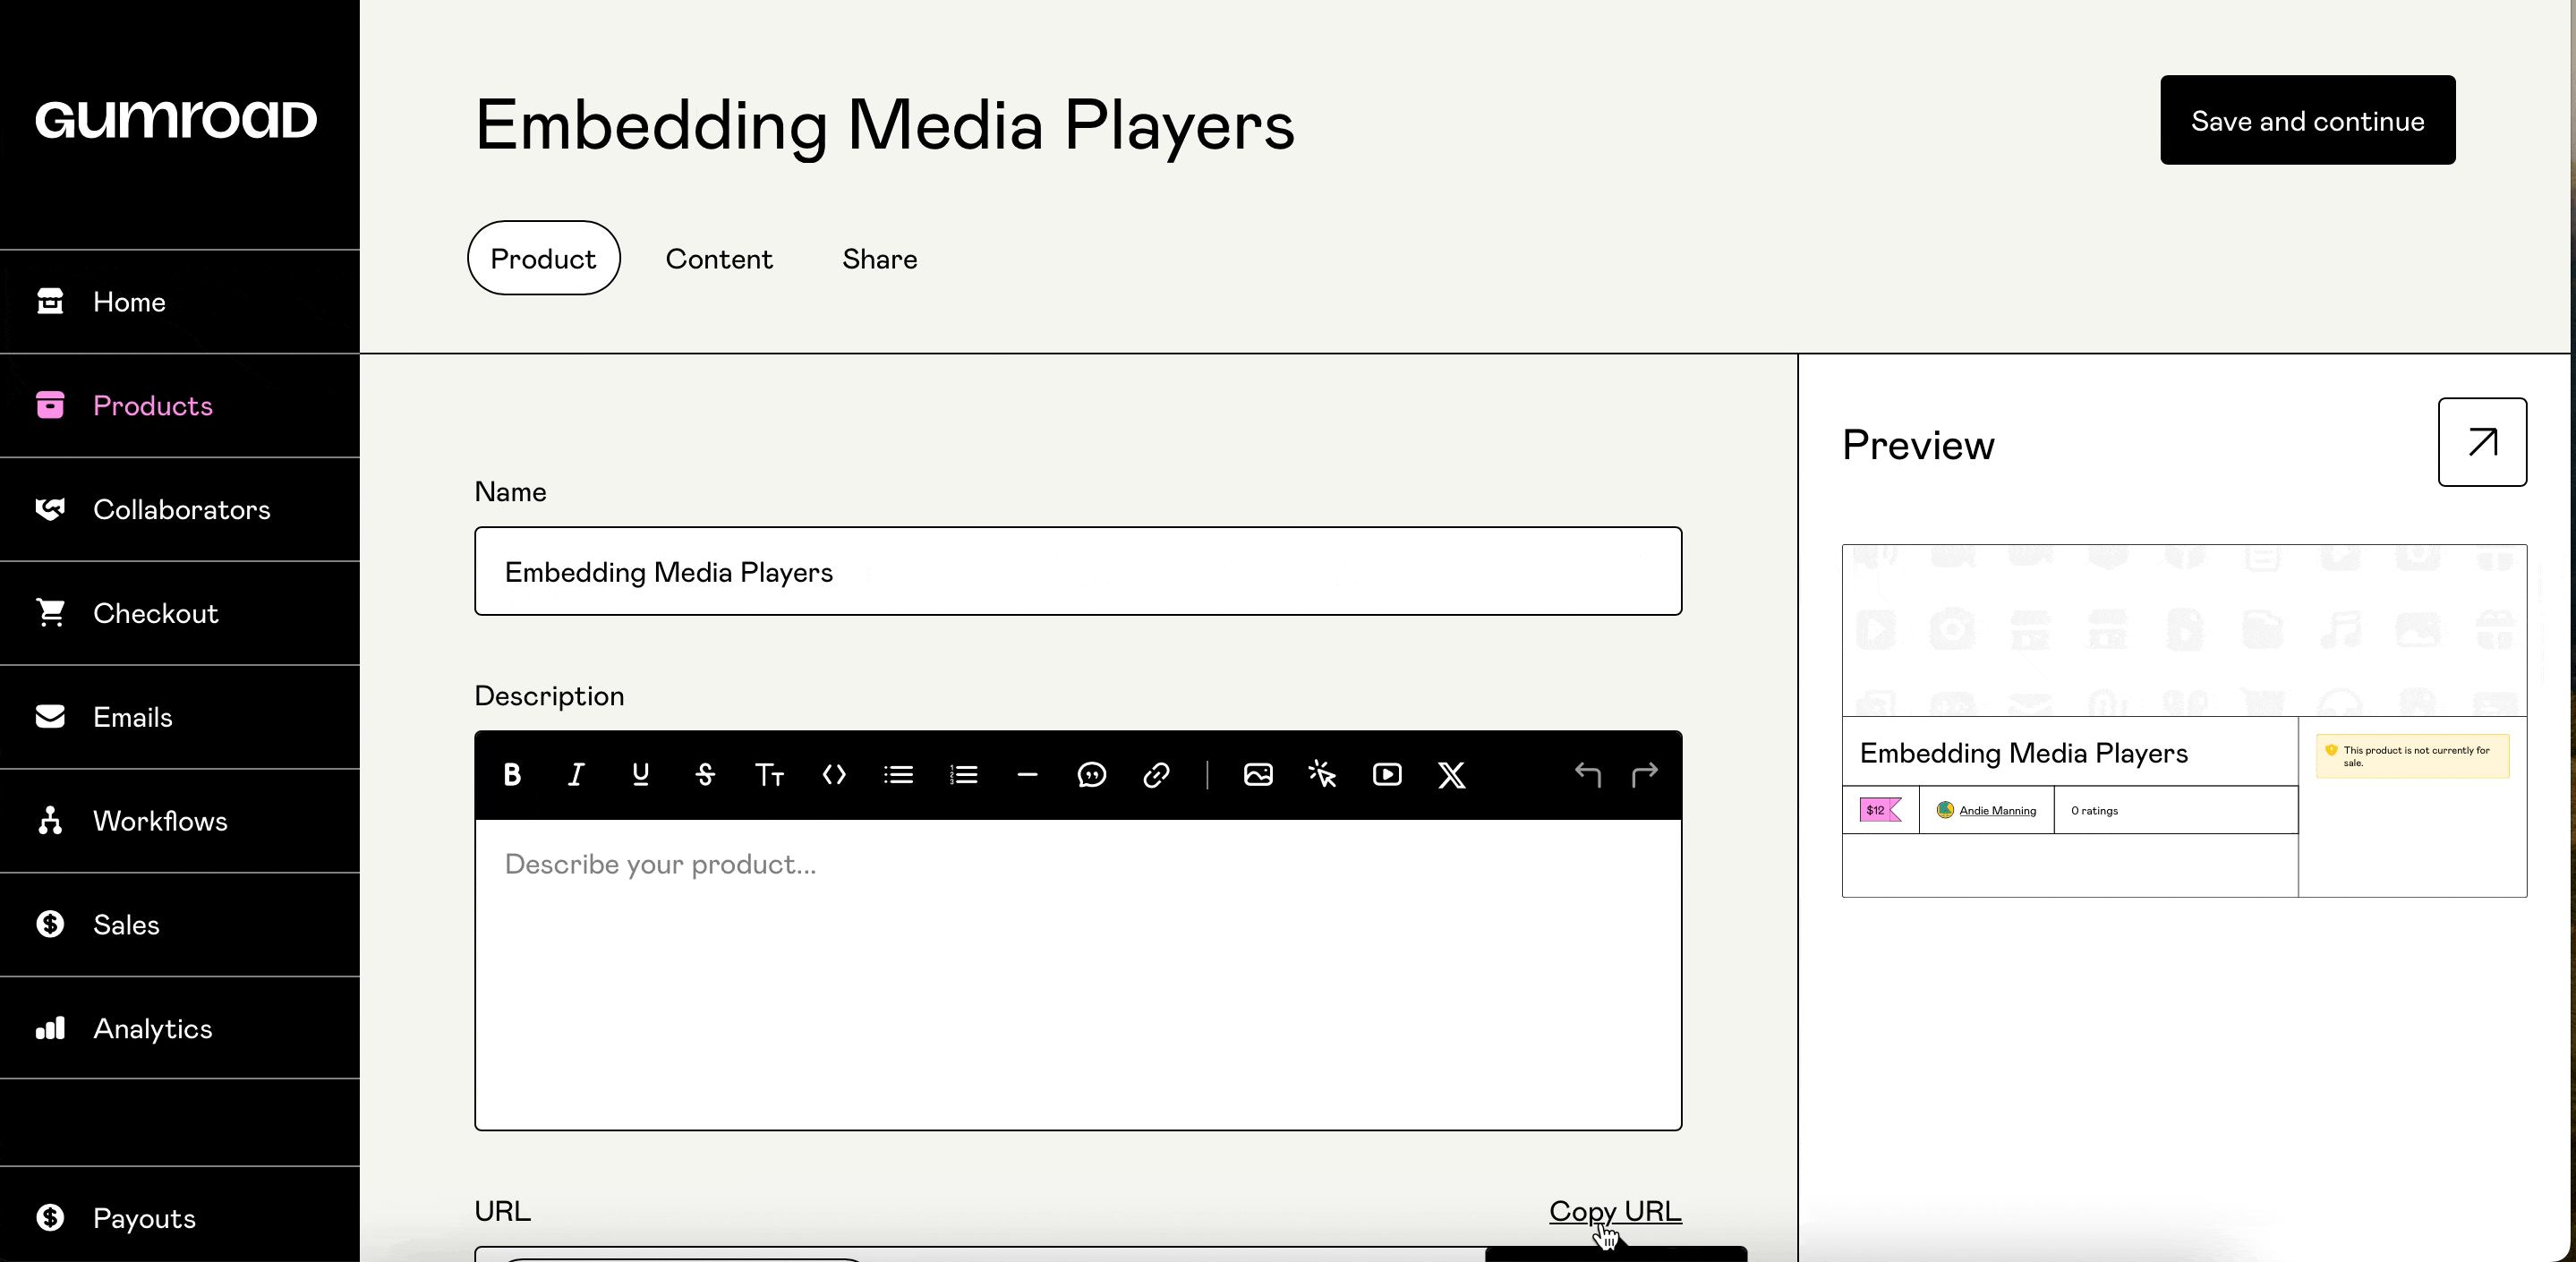 GUMROAD
Home
Products
Collaborators
Checkout
Emails
Workflows
Sales
Analytics
Payouts
Embedding Media Players
Save and continue
Product
Content
Share
Name
Embedding Media Players
Description
Describe your product...
URL
Copy URL
Preview
Embedding Media Players
$12
Andie Manning
0 ratings
This product is not currently for
sale.